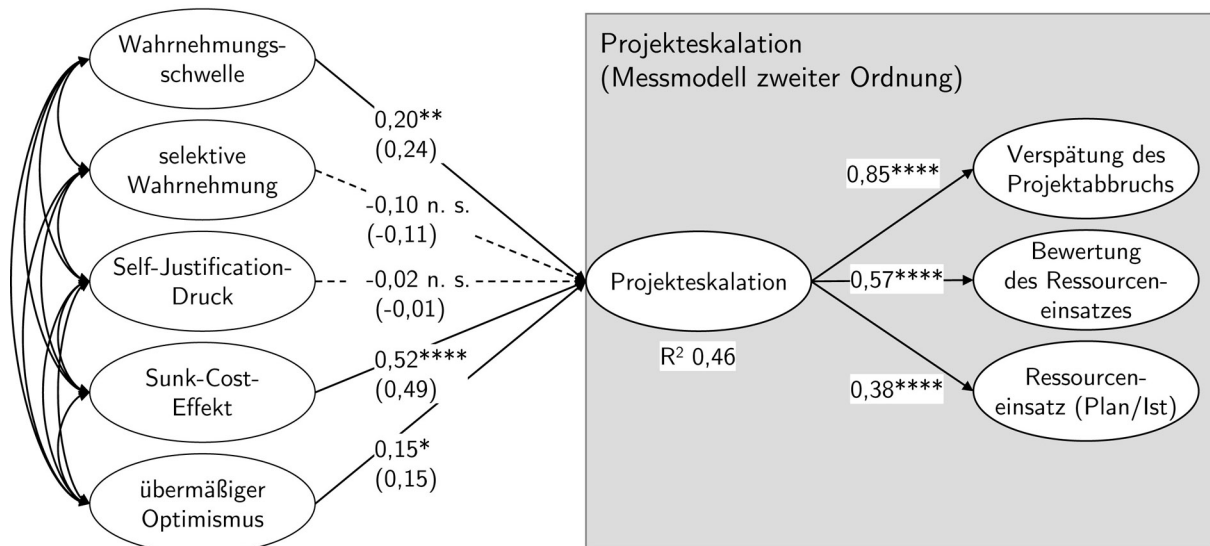 Wahrnehmungs-
schwelle
selektive
Wahrnehmung
Self-Justification-
Druck
Sunk-Cost-
Effekt
übermäßiger
Optimismus
0,20**
(0,24)
-0,10 n. s.
(-0,11)
-0,02 n. s.
(-0,01)
0,52****
(0,49)
0,15*
(0,15)
Projekteskalation
(Messmodell zweiter Ordnung)
Projekteskalation
R² 0,46
0,85****
0,57****
0,38****
Verspätung des
Projektabbruchs
Bewertung
des Ressourcen-
einsatzes
Ressourcen-
einsatz (Plan/Ist)